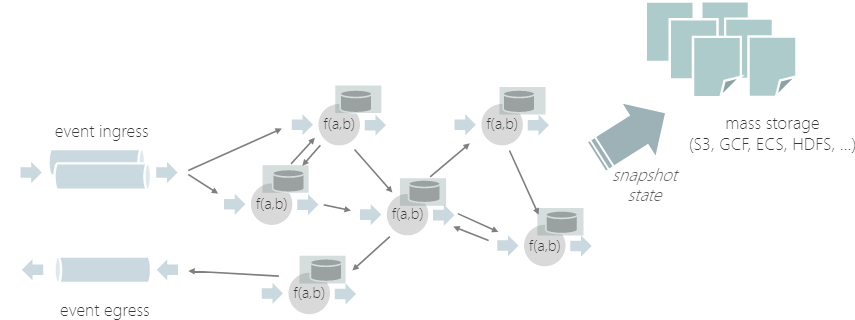 event ingress
f(a,b)
f(a,b)
f(a,b)
f(a,b)
f(a,b)
f(a,b)
event egress
snapshot
state
mass storage
(S3, GCF, ECS, HDFS, ...)